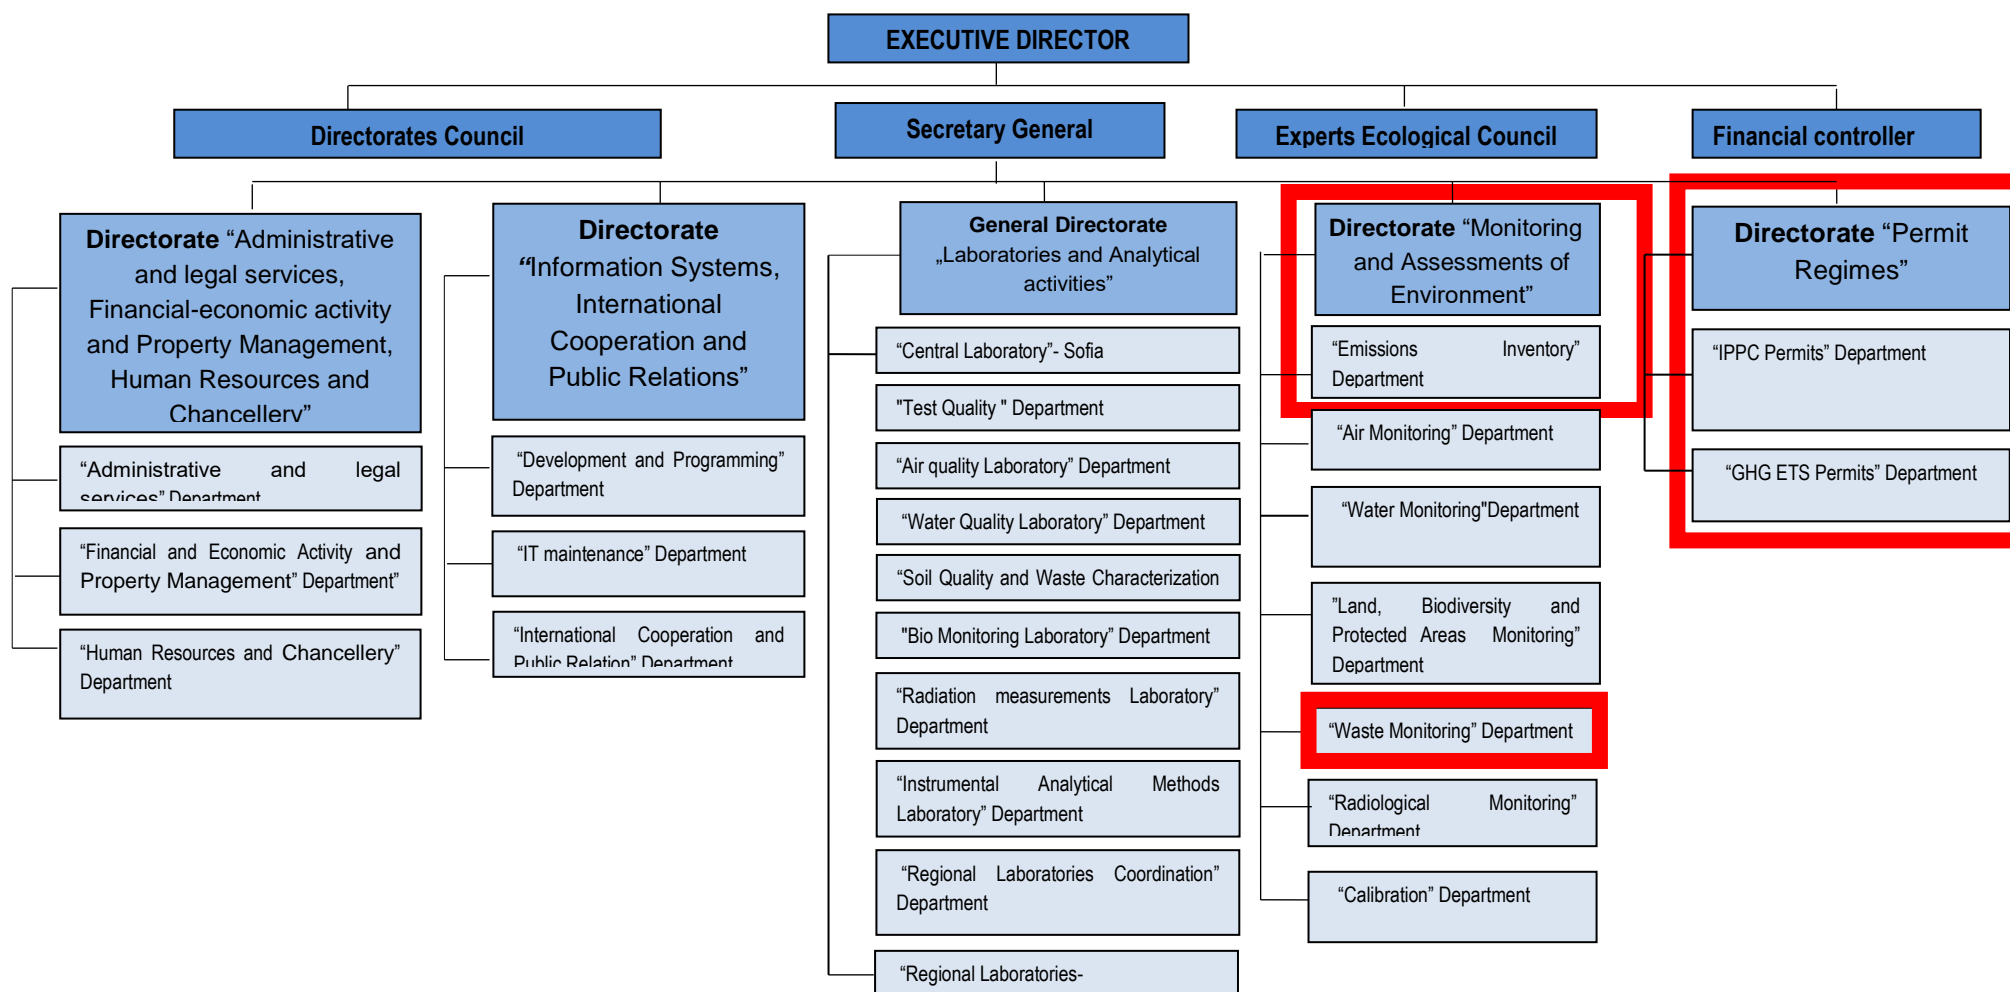 EXECUTIVE DIRECTOR
Directorates Council
Secretary General
Experts Ecological Council
Financial controller
Directorate “Administrative
and legal services,
Financial-economic activity
and Property Management,
Human Resources and
Chancellery”
“Administrative and legal
services” Department
“Financial and Economic Activity and
Property Management” Department”
“Human Resources and Chancellery”
Department
Directorate
“Information Systems,
International
Cooperation and
Public Relations”
“Development and Programming”
Department
“IT maintenance” Department
“International Cooperation and
Public Relation” Department
General Directorate
„Laboratories and Analytical
activities”
“Central Laboratory”- Sofia
"Test Quality " Department
“Air quality Laboratory” Department
“Water Quality Laboratory” Department
“Soil Quality and Waste Characterization
"Bio Monitoring Laboratory” Department
“Radiation measurements Laboratory”
Department
“Instrumental Analytical Methods
Laboratory” Department
“Regional Laboratories Coordination”
Department
“Regional Laboratories-
Directorate “Monitoring
and Assessments of
Environment”
“Emissions Inventory”
Department
“Air Monitoring” Department
“Water Monitoring"Department
”Land, Biodiversity and
Protected Areas Monitoring”
Department
“Waste Monitoring” Department
“Radiological Monitoring”
Department
“Calibration” Department
Directorate “Permit
Regimes”
“IPPC Permits” Department
“GHG ETS Permits” Department